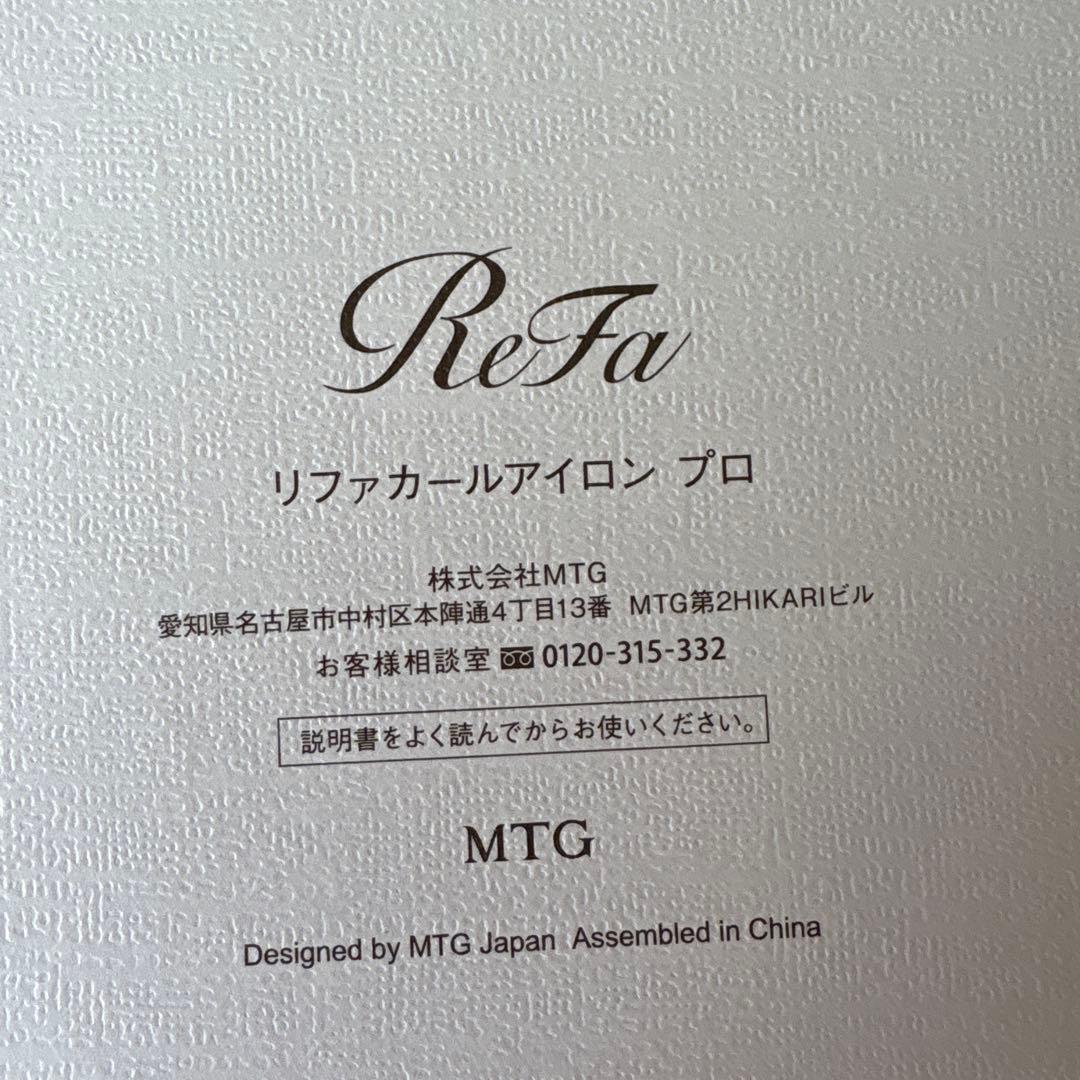 ReFa
リファカールアイロン プロ
株式会社MTG
愛知県名古屋市中村区本陣通4丁目13番 MTG第2HIKARIビル
お客様相談室 0120-315-332
説明書をよく読んでからお使いください。
MTG
Designed by MTG Japan Assembled in China